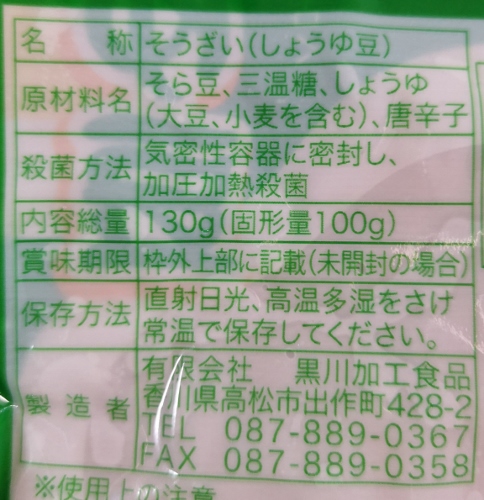 名称 そうざい(しょうゆ豆)
原材料名 そら豆、三温糖、しょうゆ
(大豆、小麦を含む)、唐辛子
殺菌方法 気密性容器に密封し、
加圧加熱殺菌
内容総量 130g(固形量100g)
賞味期限 枠外上部に記載(未開封の場合)
保存方法 直射日光、高温多湿をさけ
常温で保存してください。
製造者 有限会社 黒川加工食品
香川県高松市出作町428-2
TEL 087-889-0367
FAX 087-889-0358
※使用上の注意